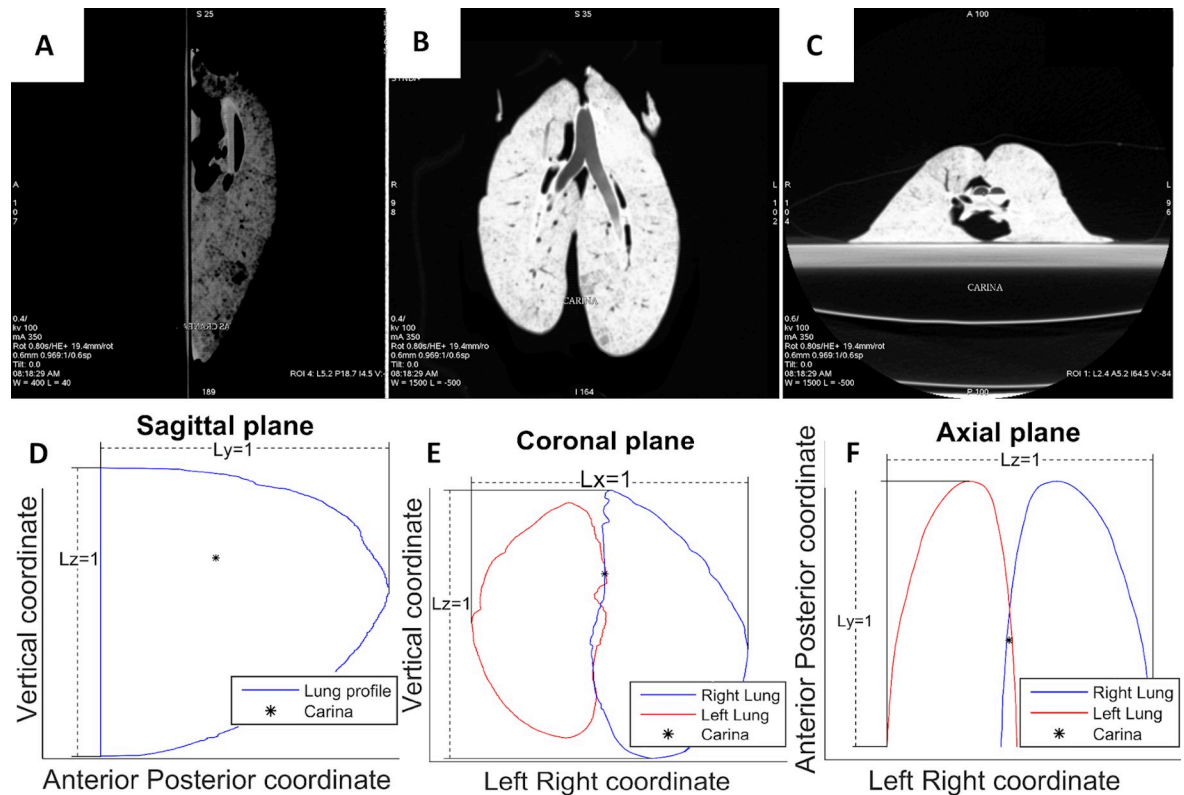 A
S 25
A
1
0
7
0.4/
kv 100
mA 350
Rot 0.80s/HE+ 19.4mm/rot
0.6mm 0.969:1/0.6sp
Tilt: 0.0
08:18:29 AM
W = 400 L = 40
189
ROI 4: L5.2 P18.7 I4.5 V:-
B
S 35
R
9
8
L
1
0
2
CARINA
0.4/
kv 100
mA 350
Rot 0.80s/HE+ 19.4mm/ro
0.6mm 0.969:1/0.6sp
Tilt: 0.0
08:18:29 AM
W = 1500 L = -500
I 164
C
A 100
R
1
0
4
L
9
6
CARINA
0.6/
kv 100
mA 350
Rot 0.80s/HE+ 19.4mm/rot
0.6mm 0.969:1/0.6sp
Tilt: 0.0
08:18:29 AM
W = 1500 L = -500
P 100
ROI 1: L2.4 A5.2 I64.5 V:-84
D
Sagittal plane
Ly=1
Lz=1
Vertical coordinate
Lung profile
Carina
Anterior Posterior coordinate
E
Coronal plane
Lx=1
Lz=1
Vertical coordinate
Right Lung
Left Lung
Carina
Left Right coordinate
F
Axial plane
Lz=1
Ly=1
Anterior Posterior coordinate
Right Lung
Left Lung
Carina
Left Right coordinate